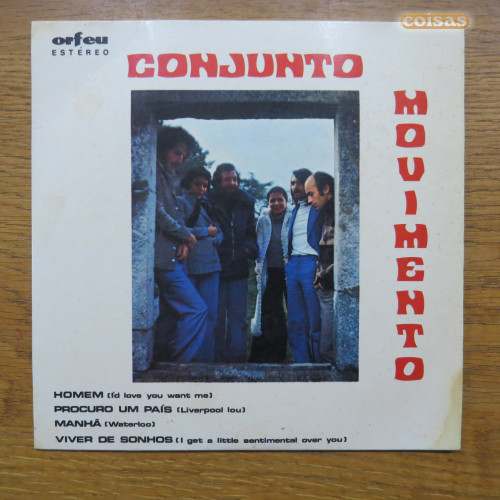 coisas
orfeu
ESTÉREO
CONJUNTO
MOVIMENTO
HOMEM (I'd love you want me)
PROCURO UM PAÍS (Liverpool lou)
MANHÃ (Waterloo)
VIVER DE SONHOS (I get a little sentimental over you)